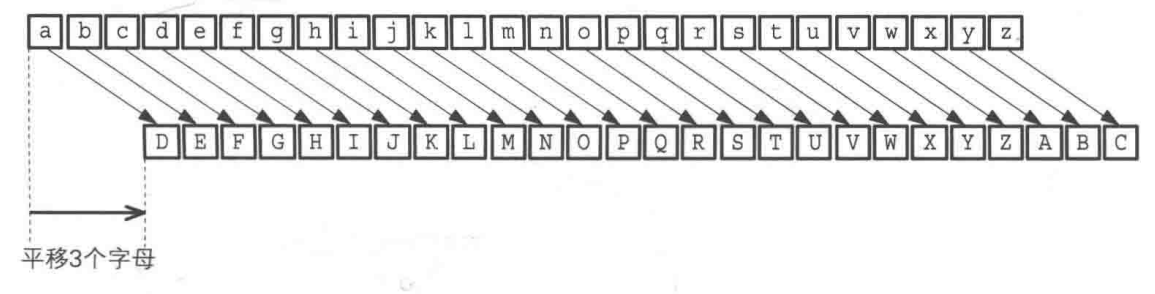 a b c d e f g h i j k l m n o p q r s t u v w x y z
D E F G H I J K L M N O P Q R S T U V W X Y Z A B C
平移3个字母